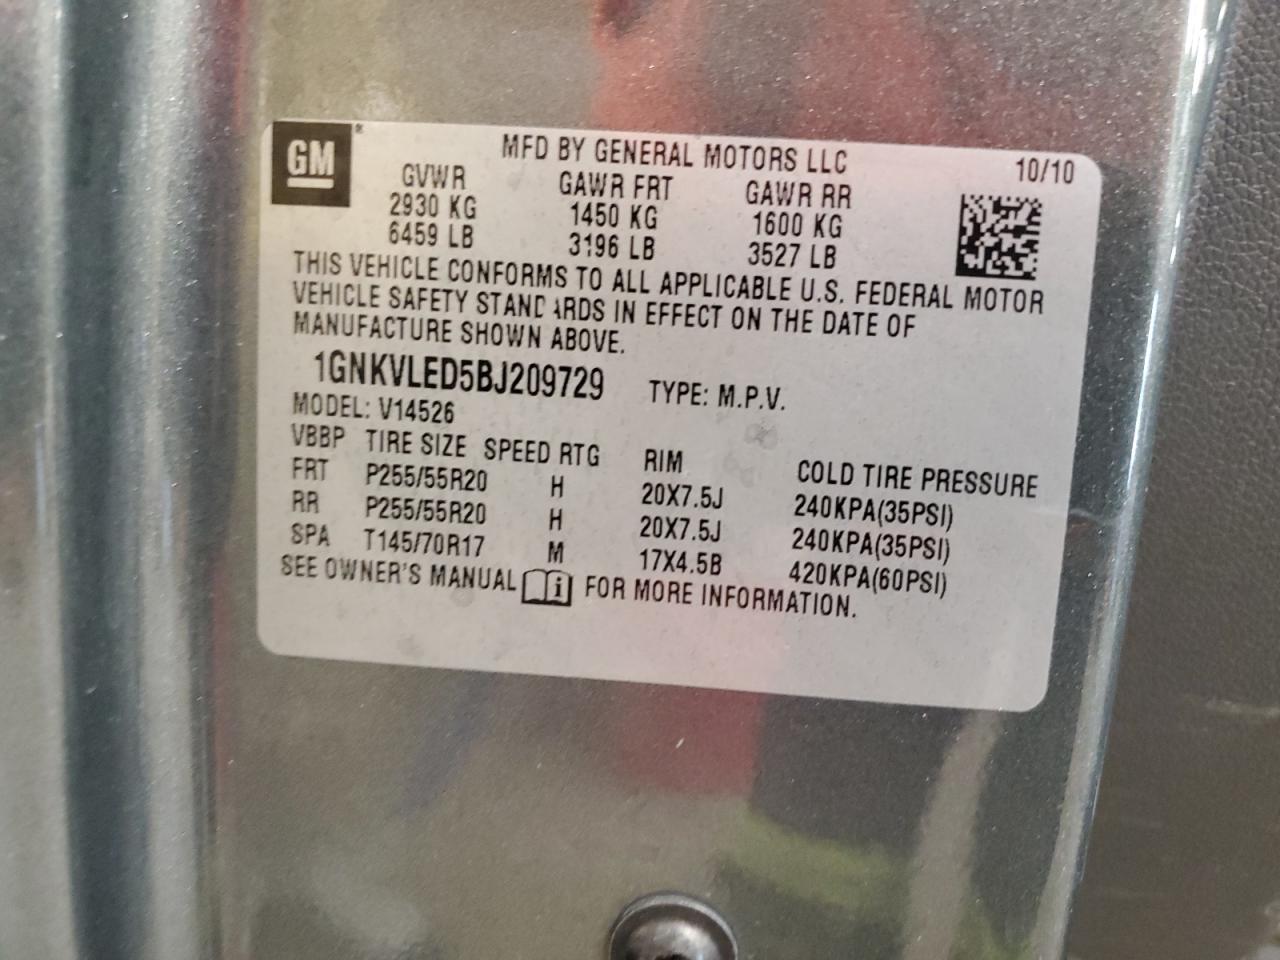 GM ®
MFD BY GENERAL MOTORS LLC 10/10
GVWR GAWR FRT GAWR RR
2930 KG 1450 KG 1600 KG
6459 LB 3196 LB 3527 LB
THIS VEHICLE CONFORMS TO ALL APPLICABLE U.S. FEDERAL MOTOR
VEHICLE SAFETY STANDARDS IN EFFECT ON THE DATE OF
MANUFACTURE SHOWN ABOVE.
1GNKVLED5BJ209729 TYPE: M.P.V.
MODEL: V14526
VBBP TIRE SIZE SPEED RTG RIM COLD TIRE PRESSURE
FRT P255/55R20 H 20X7.5J 240KPA(35PSI)
RR P255/55R20 H 20X7.5J 240KPA(35PSI)
SPA T145/70R17 M 17X4.5B 420KPA(60PSI)
SEE OWNER'S MANUAL i FOR MORE INFORMATION.